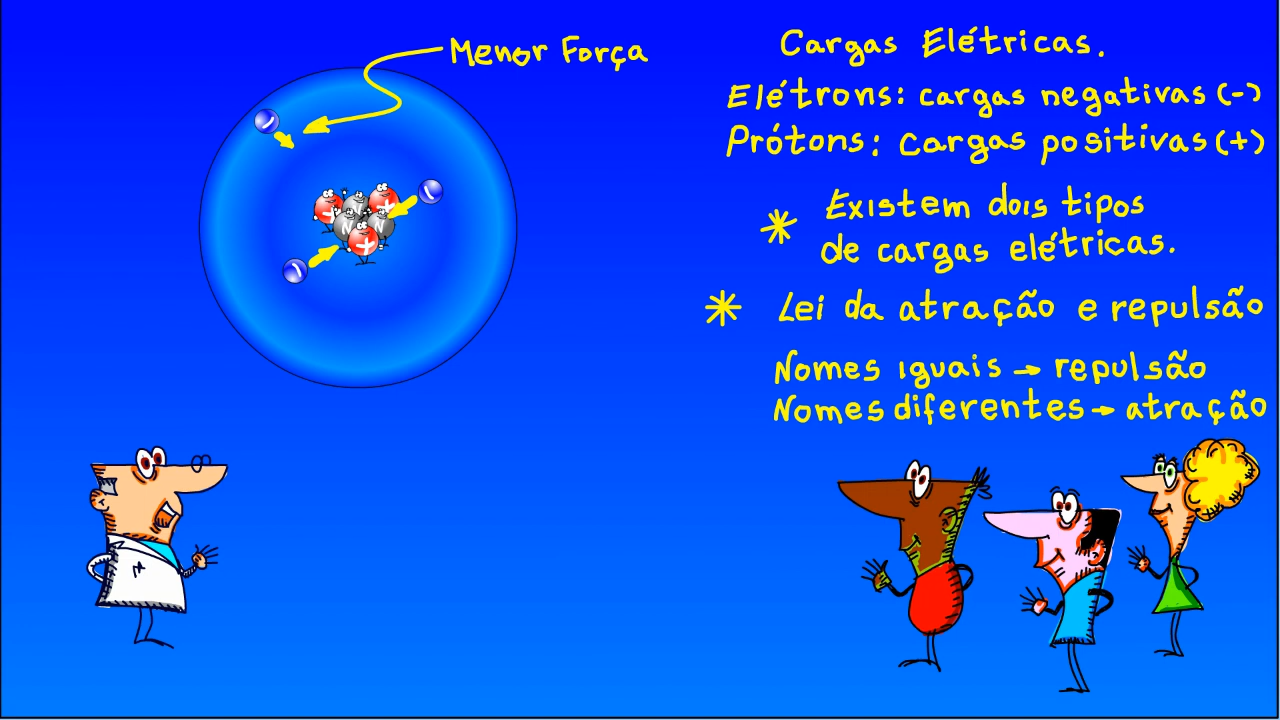 Menor Força
Cargas Elétricas.
Elétrons: cargas negativas (-)
Prótons: cargas positivas (+)
* Existem dois tipos
de cargas elétricas.
* Lei da atração e repulsão
Nomes iguais → repulsão
Nomes diferentes → atração
+ N +
N N
+